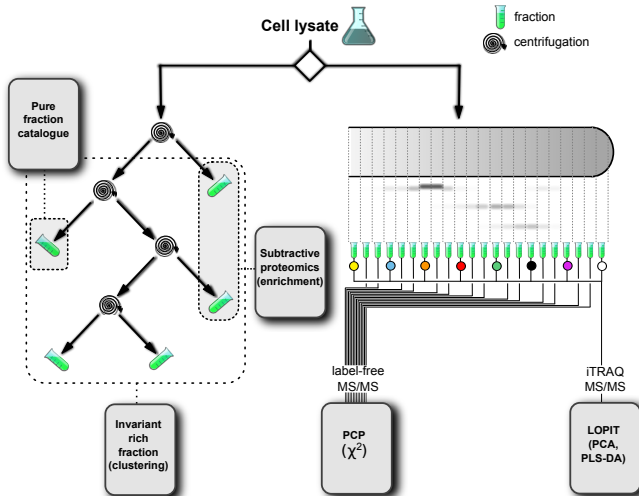 Cell lysate
fraction
centrifugation
Pure
fraction
catalogue
Subtractive
proteomics
(enrichment)
label-free
MS/MS
iTRAQ
MS/MS
Invariant
rich
fraction
(clustering)
PCP
(χ²)
LOPIT
(PCA,
PLS-DA)